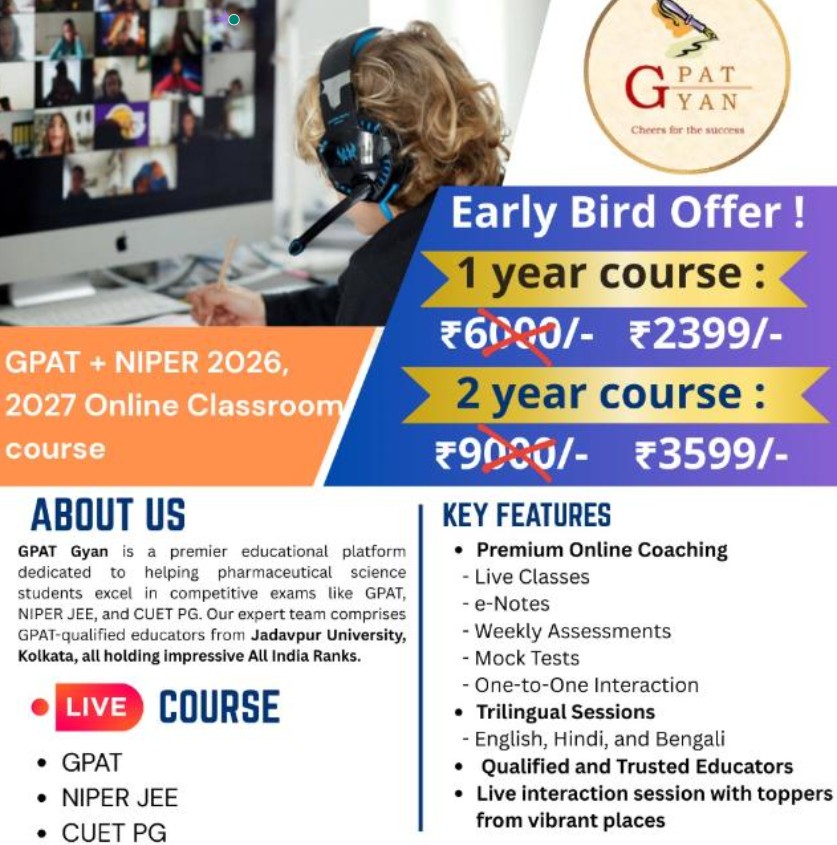 GPAT
GYAN
Cheers for the success
Early Bird Offer !
1 year course :
₹6000/- ₹2399/-
2 year course :
₹9000/- ₹3599/-
GPAT + NIPER 2026,
2027 Online Classroom
course
ABOUT US
GPAT Gyan is a premier educational platform
dedicated to helping pharmaceutical science
students excel in competitive exams like GPAT,
NIPER JEE, and CUET PG. Our expert team comprises
GPAT-qualified educators from Jadavpur University,
Kolkata, all holding impressive All India Ranks.
LIVE COURSE
• GPAT
• NIPER JEE
• CUET PG
KEY FEATURES
• Premium Online Coaching
- Live Classes
- e-Notes
- Weekly Assessments
- Mock Tests
- One-to-One Interaction
• Trilingual Sessions
- English, Hindi, and Bengali
• Qualified and Trusted Educators
• Live interaction session with toppers
from vibrant places